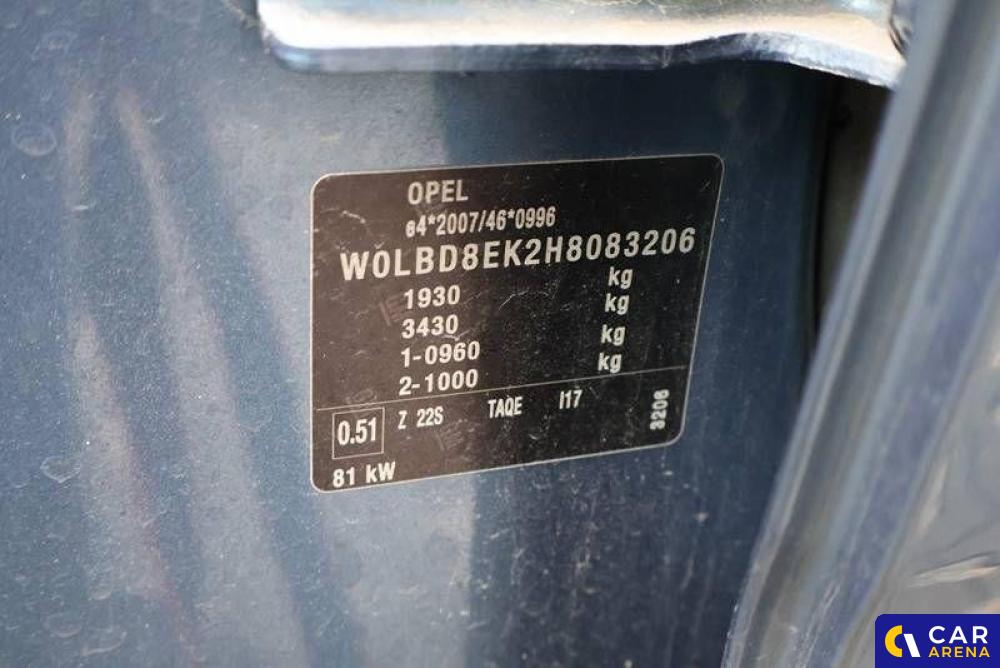 OPEL
e4*2007/46*0996
W0LBD8EK2H8083206
1930 kg
3430 kg
1-0960 kg
2-1000 kg
0.51 Z 22S TAQE I17 3206
81 kW
CAR
ARENA